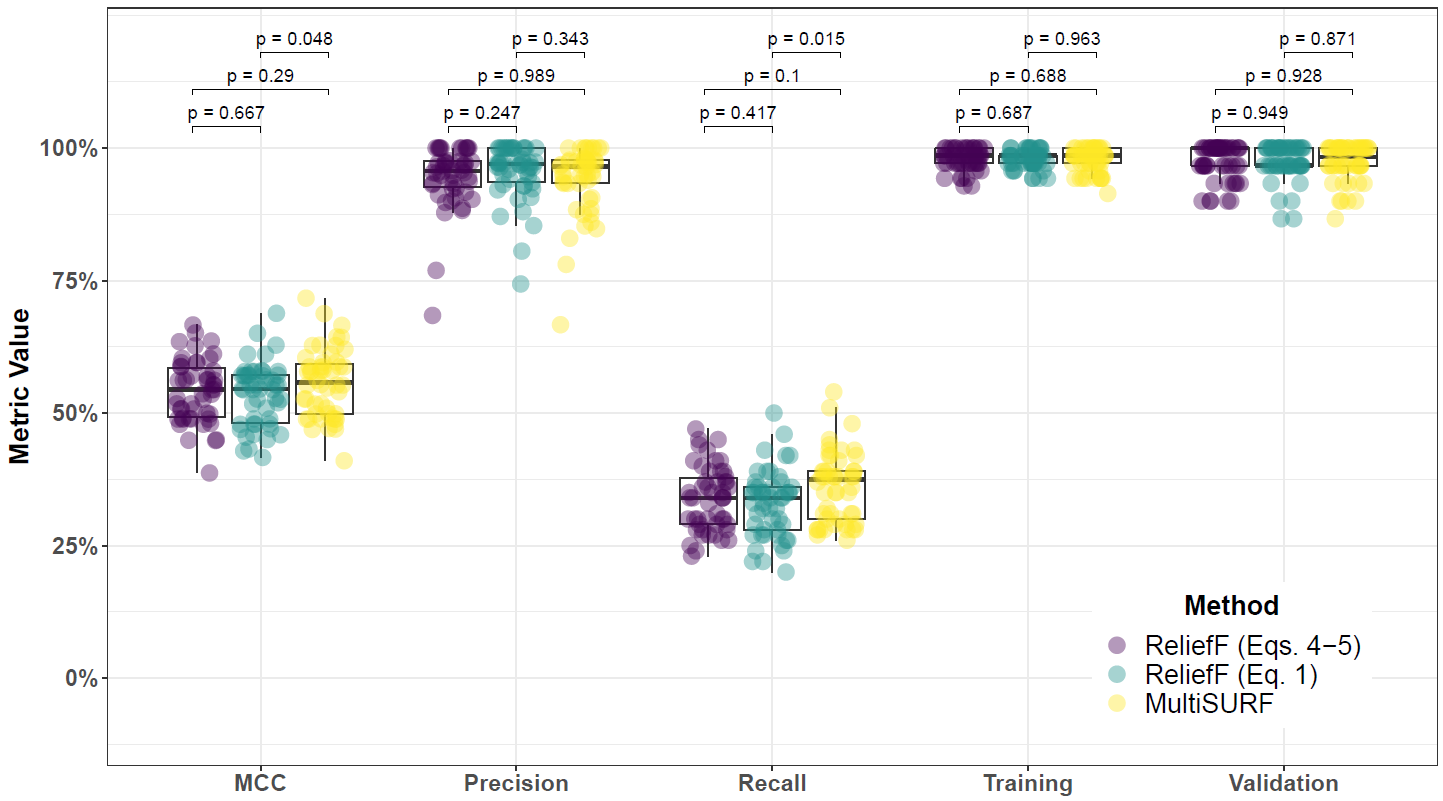 p = 0.048
p = 0.343
p = 0.015
p = 0.963
p = 0.871
p = 0.29
p = 0.989
p = 0.1
p = 0.688
p = 0.928
p = 0.667
p = 0.247
p = 0.417
p = 0.687
p = 0.949
100%
75%
50%
25%
0%
Metric Value
Method
ReliefF (Eqs. 4−5)
ReliefF (Eq. 1)
MultiSURF
MCC
Precision
Recall
Training
Validation